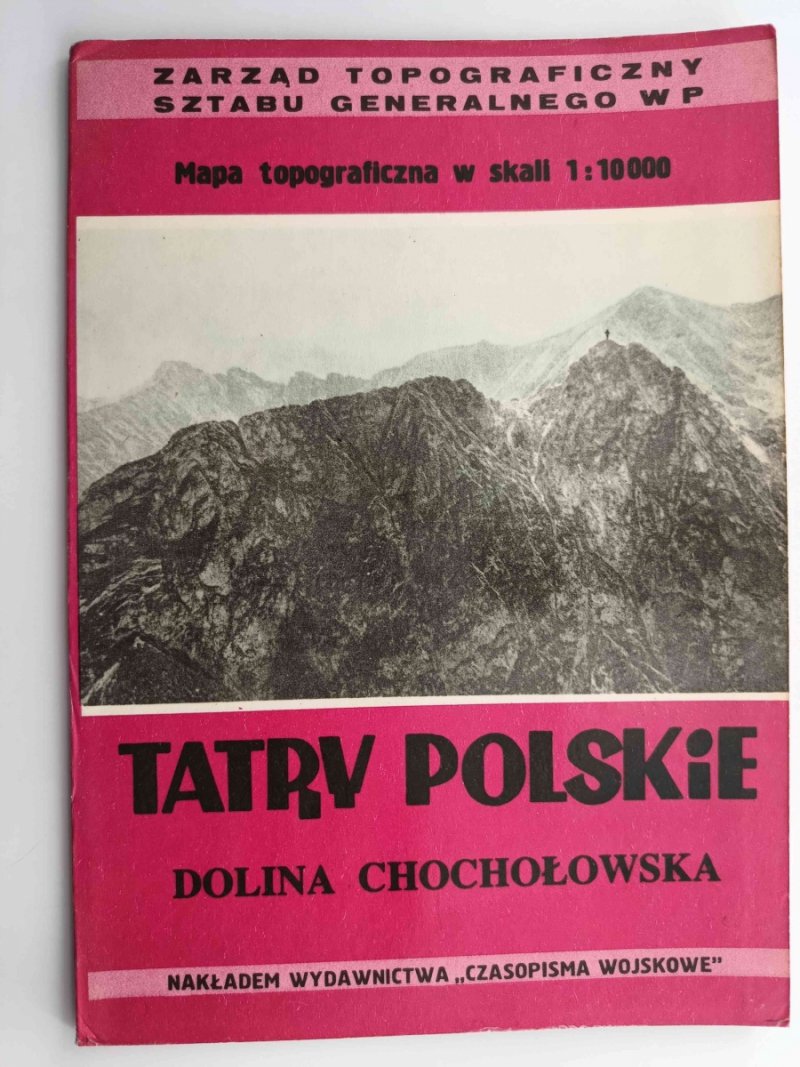 ZARZĄD TOPOGRAFICZNY
SZTABU GENERALNEGO WP
Mapa topograficzna w skali 1:10000
TATRY POLSKiE
DOLINA CHOCHOŁOWSKA
NAKŁADEM WYDAWNICTWA „CZASOPISMA WOJSKOWE”